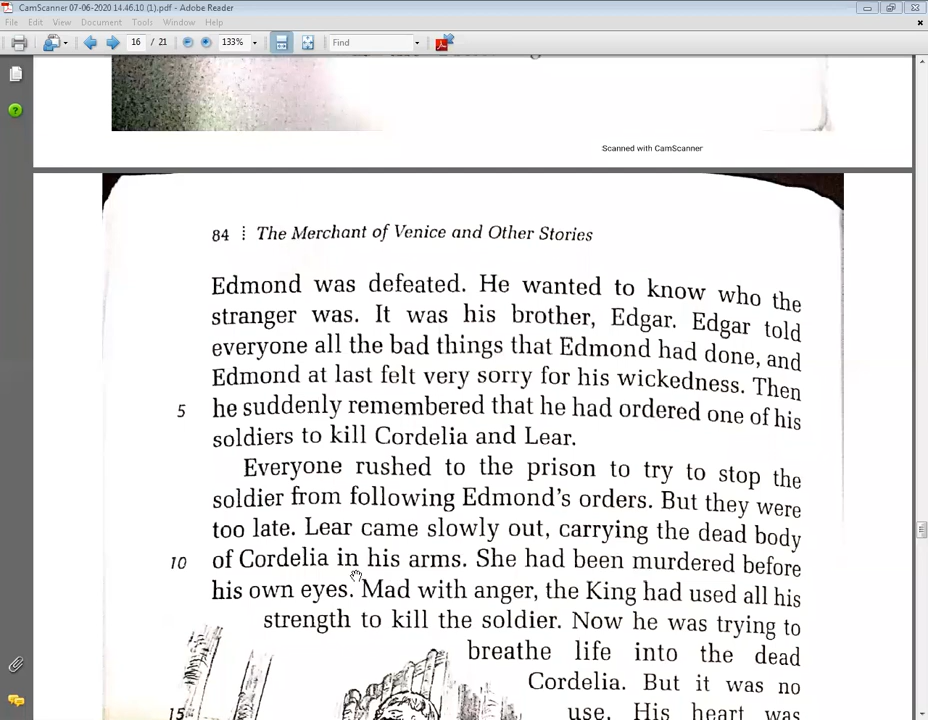 CamScanner 07-06-2020 14.46.10 (1).pdf - Adobe Reader
File Edit View Document Tools Window Help
16 / 21 133% Find
Scanned with CamScanner
84 The Merchant of Venice and Other Stories
Edmond was defeated. He wanted to know who the
stranger was. It was his brother, Edgar. Edgar told
everyone all the bad things that Edmond had done, and
Edmond at last felt very sorry for his wickedness. Then
5 he suddenly remembered that he had ordered one of his
soldiers to kill Cordelia and Lear.
Everyone rushed to the prison to try to stop the
soldier from following Edmond's orders. But they were
too late. Lear came slowly out, carrying the dead body
10 of Cordelia in his arms. She had been murdered before
his own eyes. Mad with anger, the King had used all his
strength to kill the soldier. Now he was trying to
breathe life into the dead
Cordelia. But it was no
15 use. His heart was